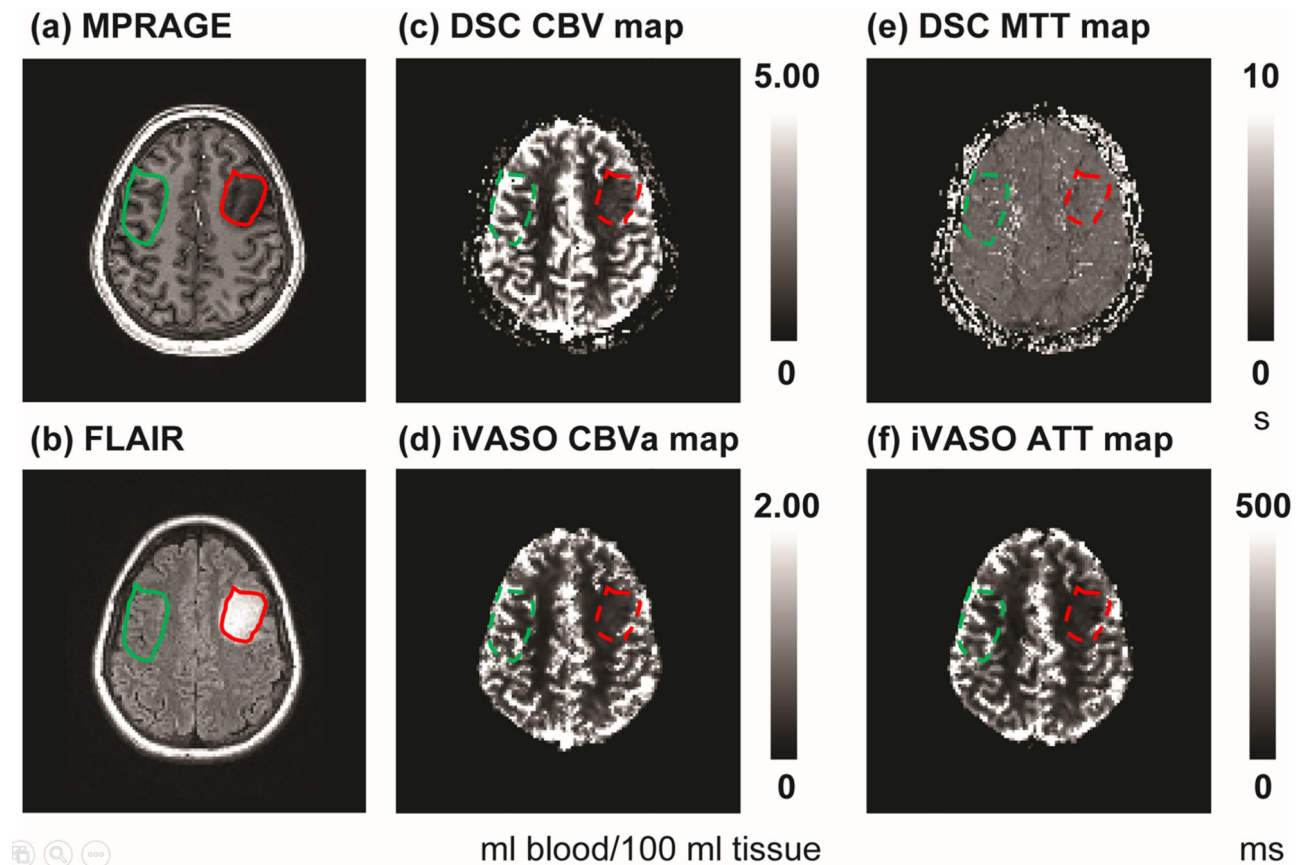 (a) MPRAGE
(c) DSC CBV map
(e) DSC MTT map
5.00
10
0
0
s
(b) FLAIR
(d) iVASO CBVa map
(f) iVASO ATT map
2.00
500
0
0
ml blood/100 ml tissue
ms